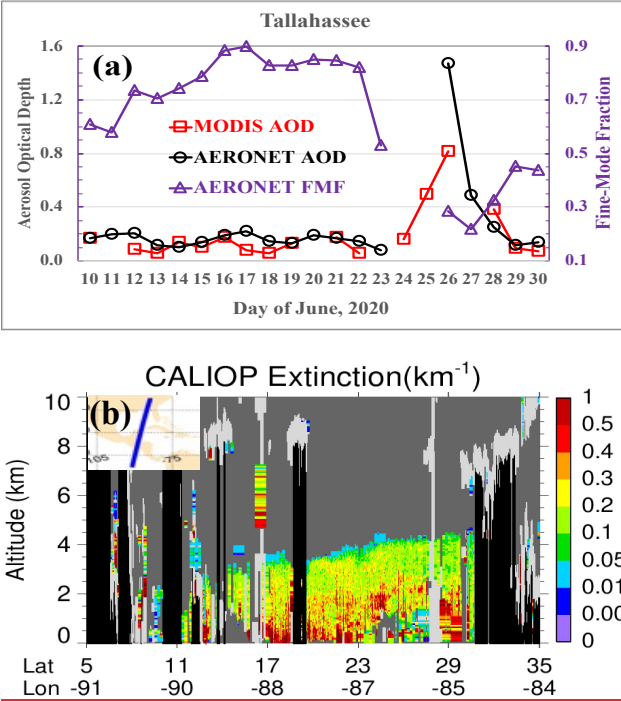 Tallahassee
(a)
1.6
1.2
0.8
0.4
0.0
Aerosol Optical Depth
MODIS AOD
AERONET AOD
AERONET FMF
0.9
0.7
0.5
0.3
0.1
Fine-Mode Fraction
10 11 12 13 14 15 16 17 18 19 20 21 22 23 24 25 26 27 28 29 30
Day of June, 2020
CALIOP Extinction(km-1)
(b)
105
-75
10
8
6
4
2
0
Altitude (km)
1
0.5
0.4
0.3
0.2
0.1
0.05
0.01
0.00
0
Lat 5 11 17 23 29 35
Lon -91 -90 -88 -87 -85 -84